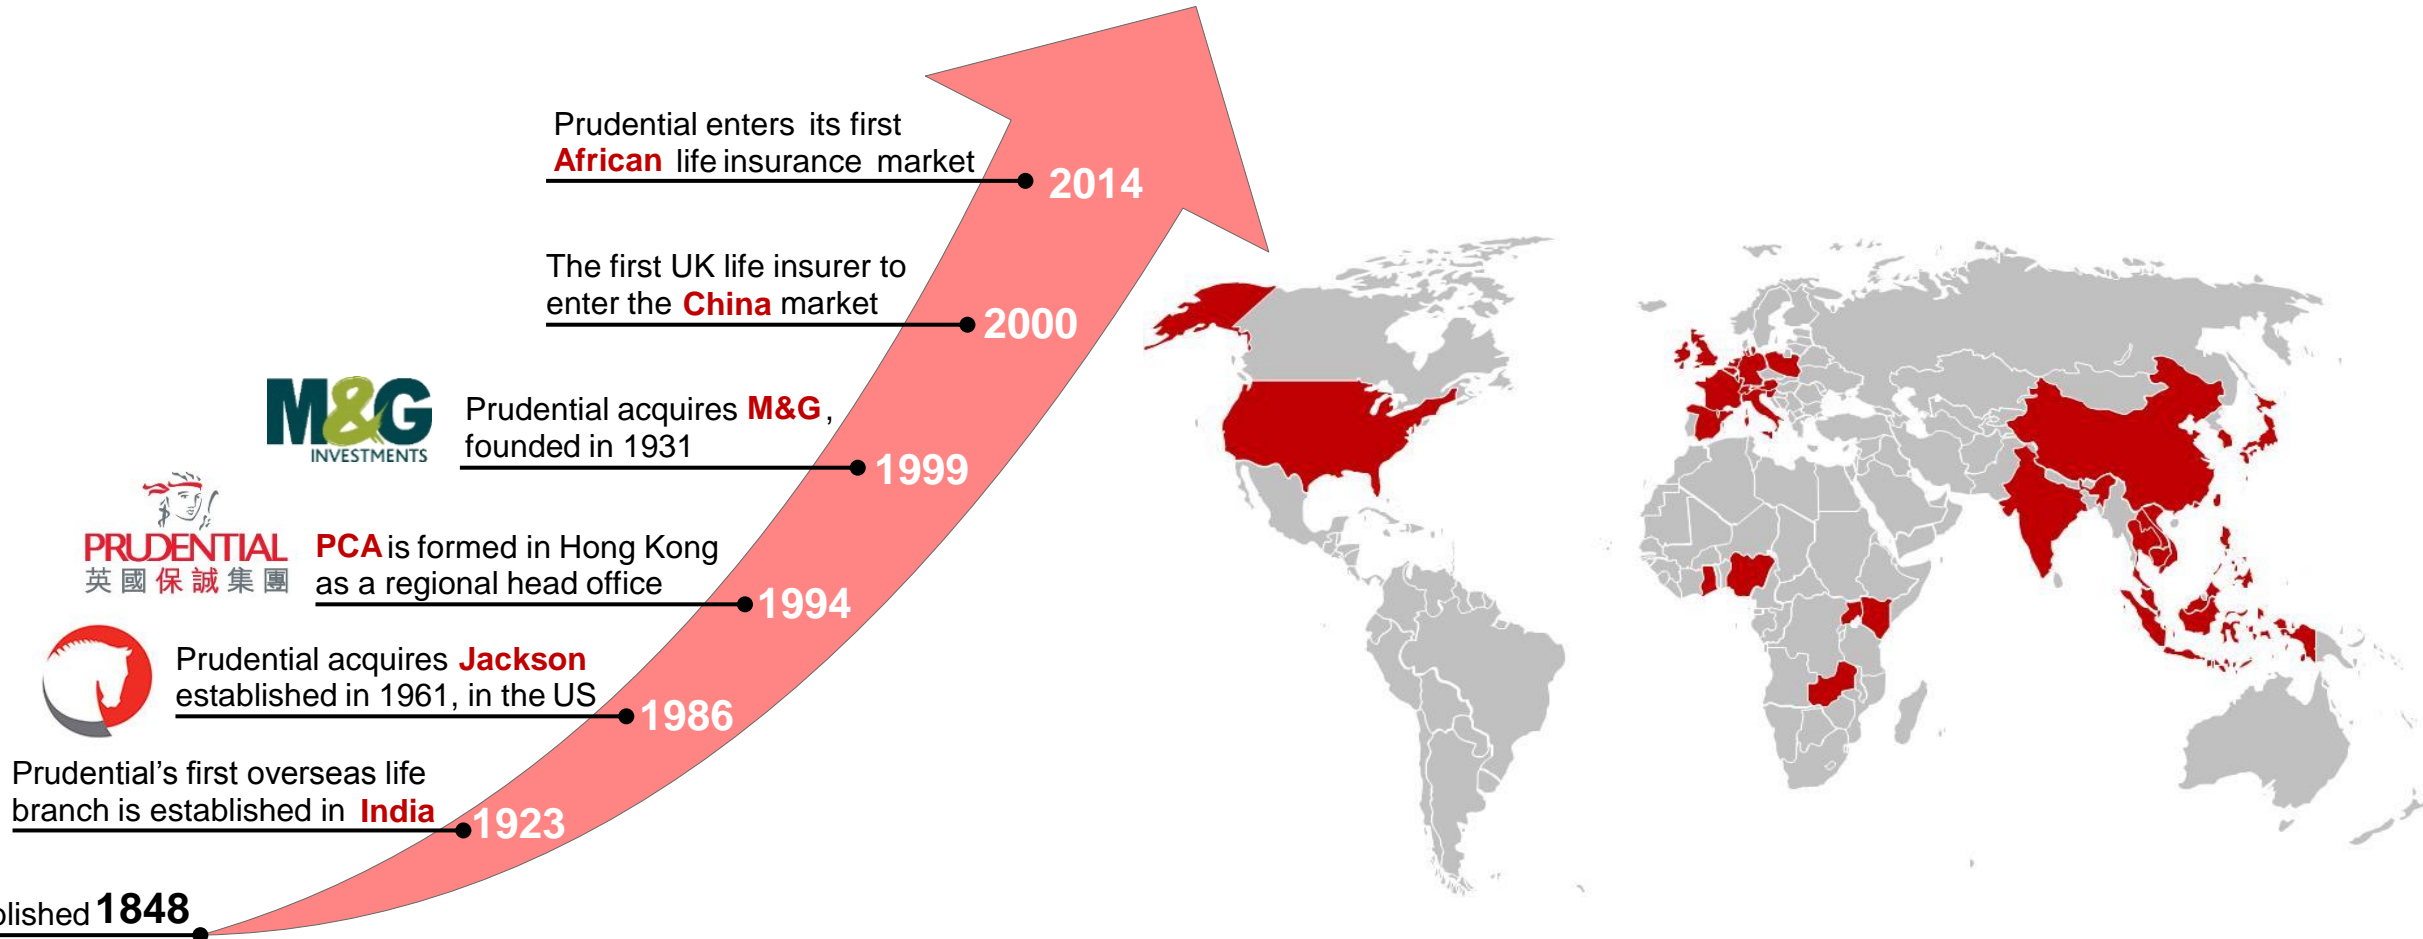 Prudential enters its first
African life insurance market
2014
The first UK life insurer to
enter the China market
2000
M&G
INVESTMENTS
Prudential acquires M&G,
founded in 1931
1999
PRUDENTIAL
英國保誠集團
PCA is formed in Hong Kong
as a regional head office
1994
Prudential acquires Jackson
established in 1961, in the US
1986
Prudential’s first overseas life
branch is established in India
1923
1848